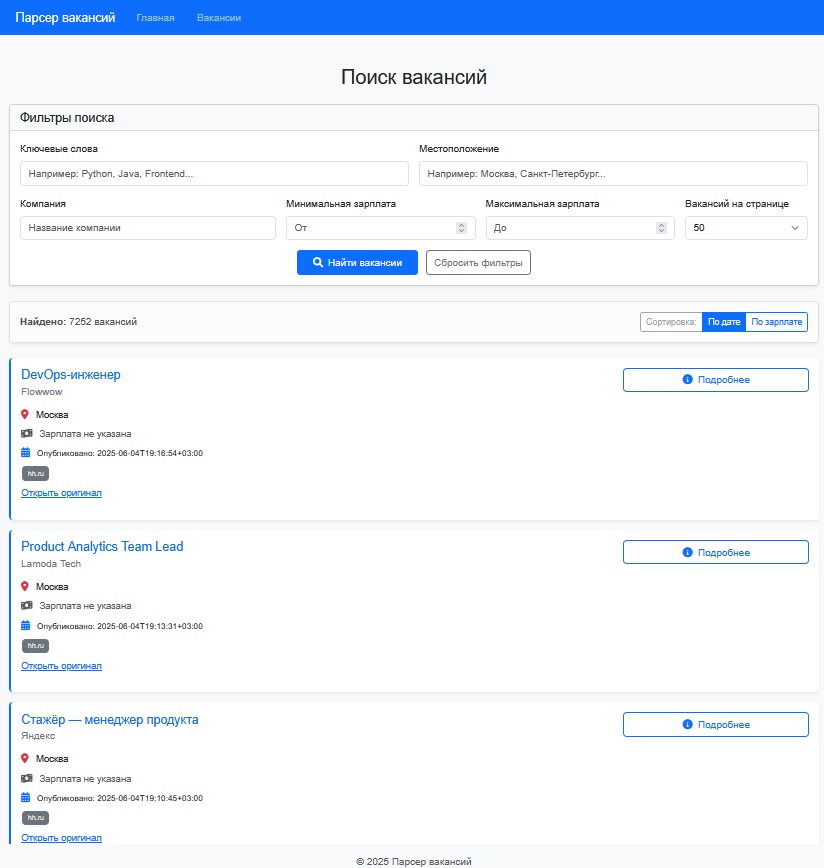 Парсер вакансий Главная Вакансии
Поиск вакансий
Фильтры поиска
Ключевые слова Местоположение
Например: Python, Java, Frontend... Например: Москва, Санкт-Петербург...
Компания Минимальная зарплата Максимальная зарплата Вакансий на странице
Название компании От До 50
Найти вакансии Сбросить фильтры
Найдено: 7252 вакансий Сортировка: По дате По зарплате
DevOps-инженер Подробнее
Flowwow
Москва
Зарплата не указана
Опубликовано: 2025-06-04T19:16:54+03:00
hh.ru
Открыть оригинал
Product Analytics Team Lead Подробнее
Lamoda Tech
Москва
Зарплата не указана
Опубликовано: 2025-06-04T19:13:31+03:00
hh.ru
Открыть оригинал
Стажёр — менеджер продукта Подробнее
Яндекс
Москва
Зарплата не указана
Опубликовано: 2025-06-04T19:10:45+03:00
hh.ru
Открыть оригинал
© 2025 Парсер вакансий